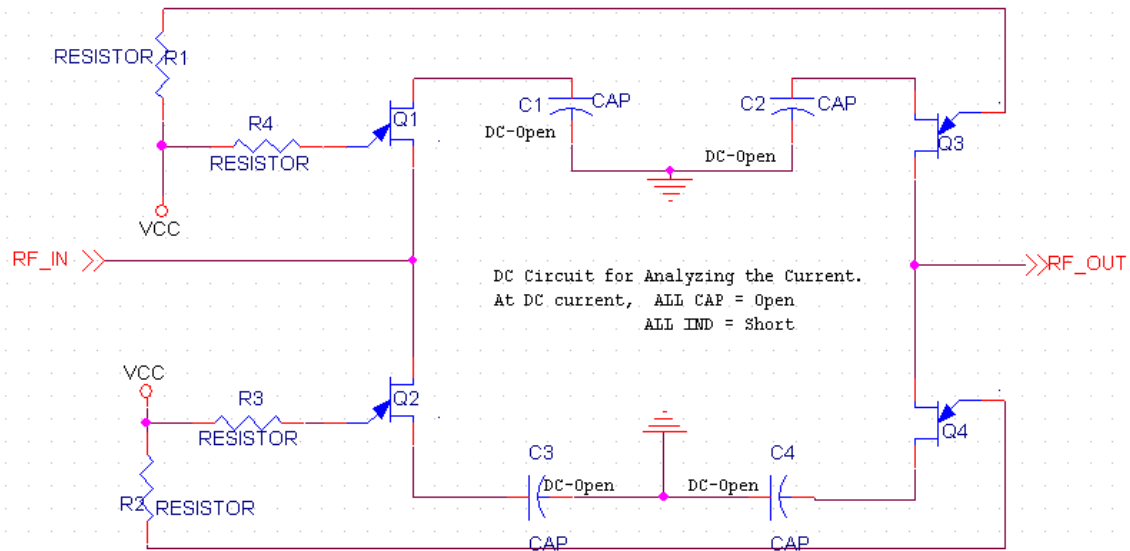 RESISTOR R1
R4
RESISTOR
Q1
C1 CAP
DC-Open
C2 CAP
DC-Open
Q3
VCC
RF_IN
RF_OUT
DC Circuit for Analyzing the Current.
At DC current, ALL CAP = Open
ALL IND = Short
VCC
R3
RESISTOR
Q2
Q4
R2 RESISTOR
C3
DC-Open
CAP
C4
DC-Open
CAP